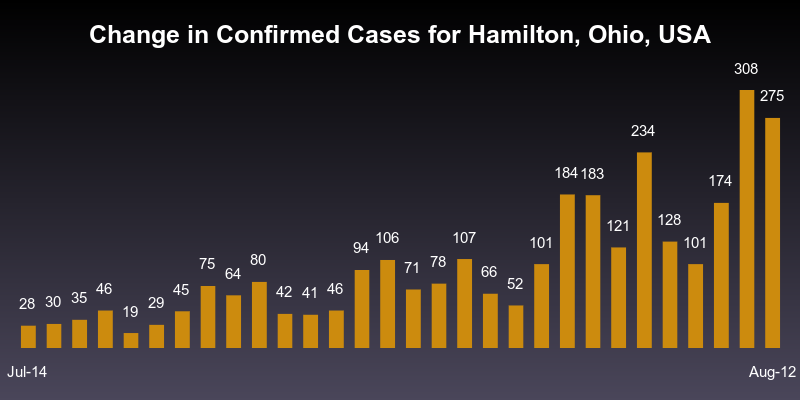 Change in Confirmed Cases for Hamilton, Ohio, USA
28 30 35 46 19 29 45 75 64 80 42 41 46 94 106 71 78 107 66 52 101 184 183 121 234 128 101 174 308 275
Jul-14 Aug-12